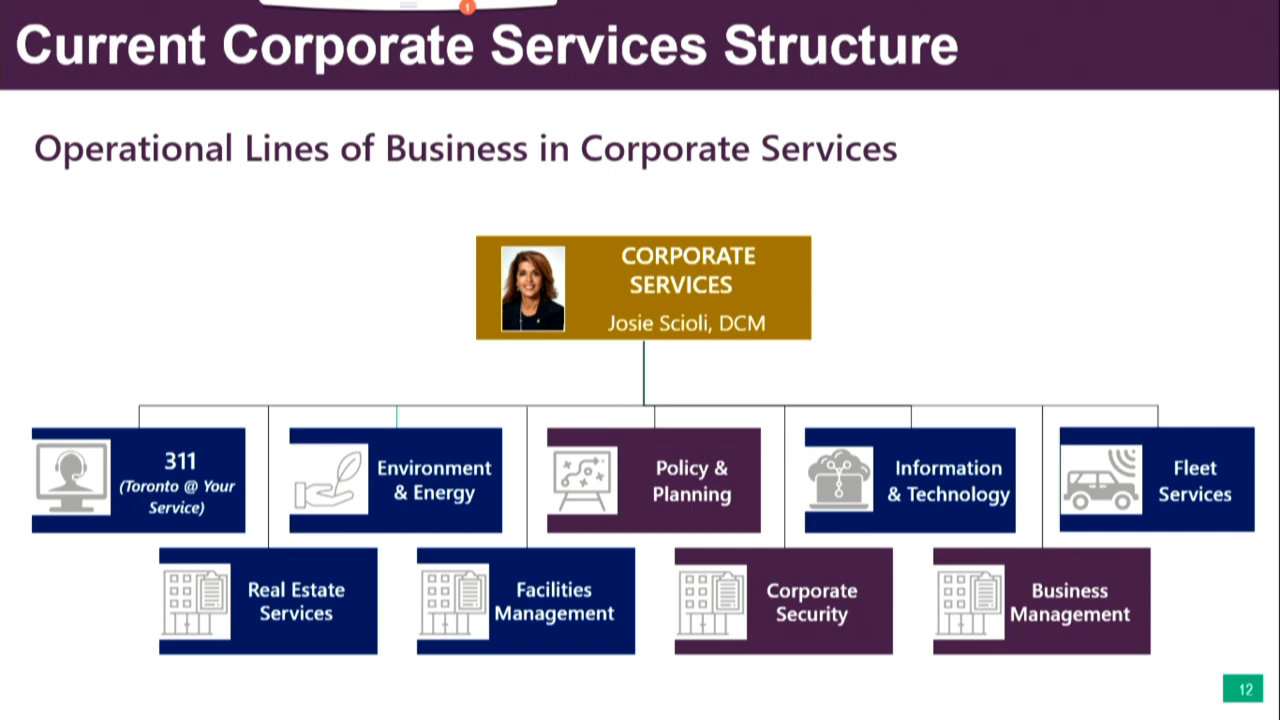 1
Current Corporate Services Structure
Operational Lines of Business in Corporate Services
CORPORATE
SERVICES
Josie Scioli, DCM
311
(Toronto @ Your
Service)
Environment
& Energy
Policy &
Planning
Information
& Technology
Fleet
Services
Real Estate
Services
Facilities
Management
Corporate
Security
Business
Management
12